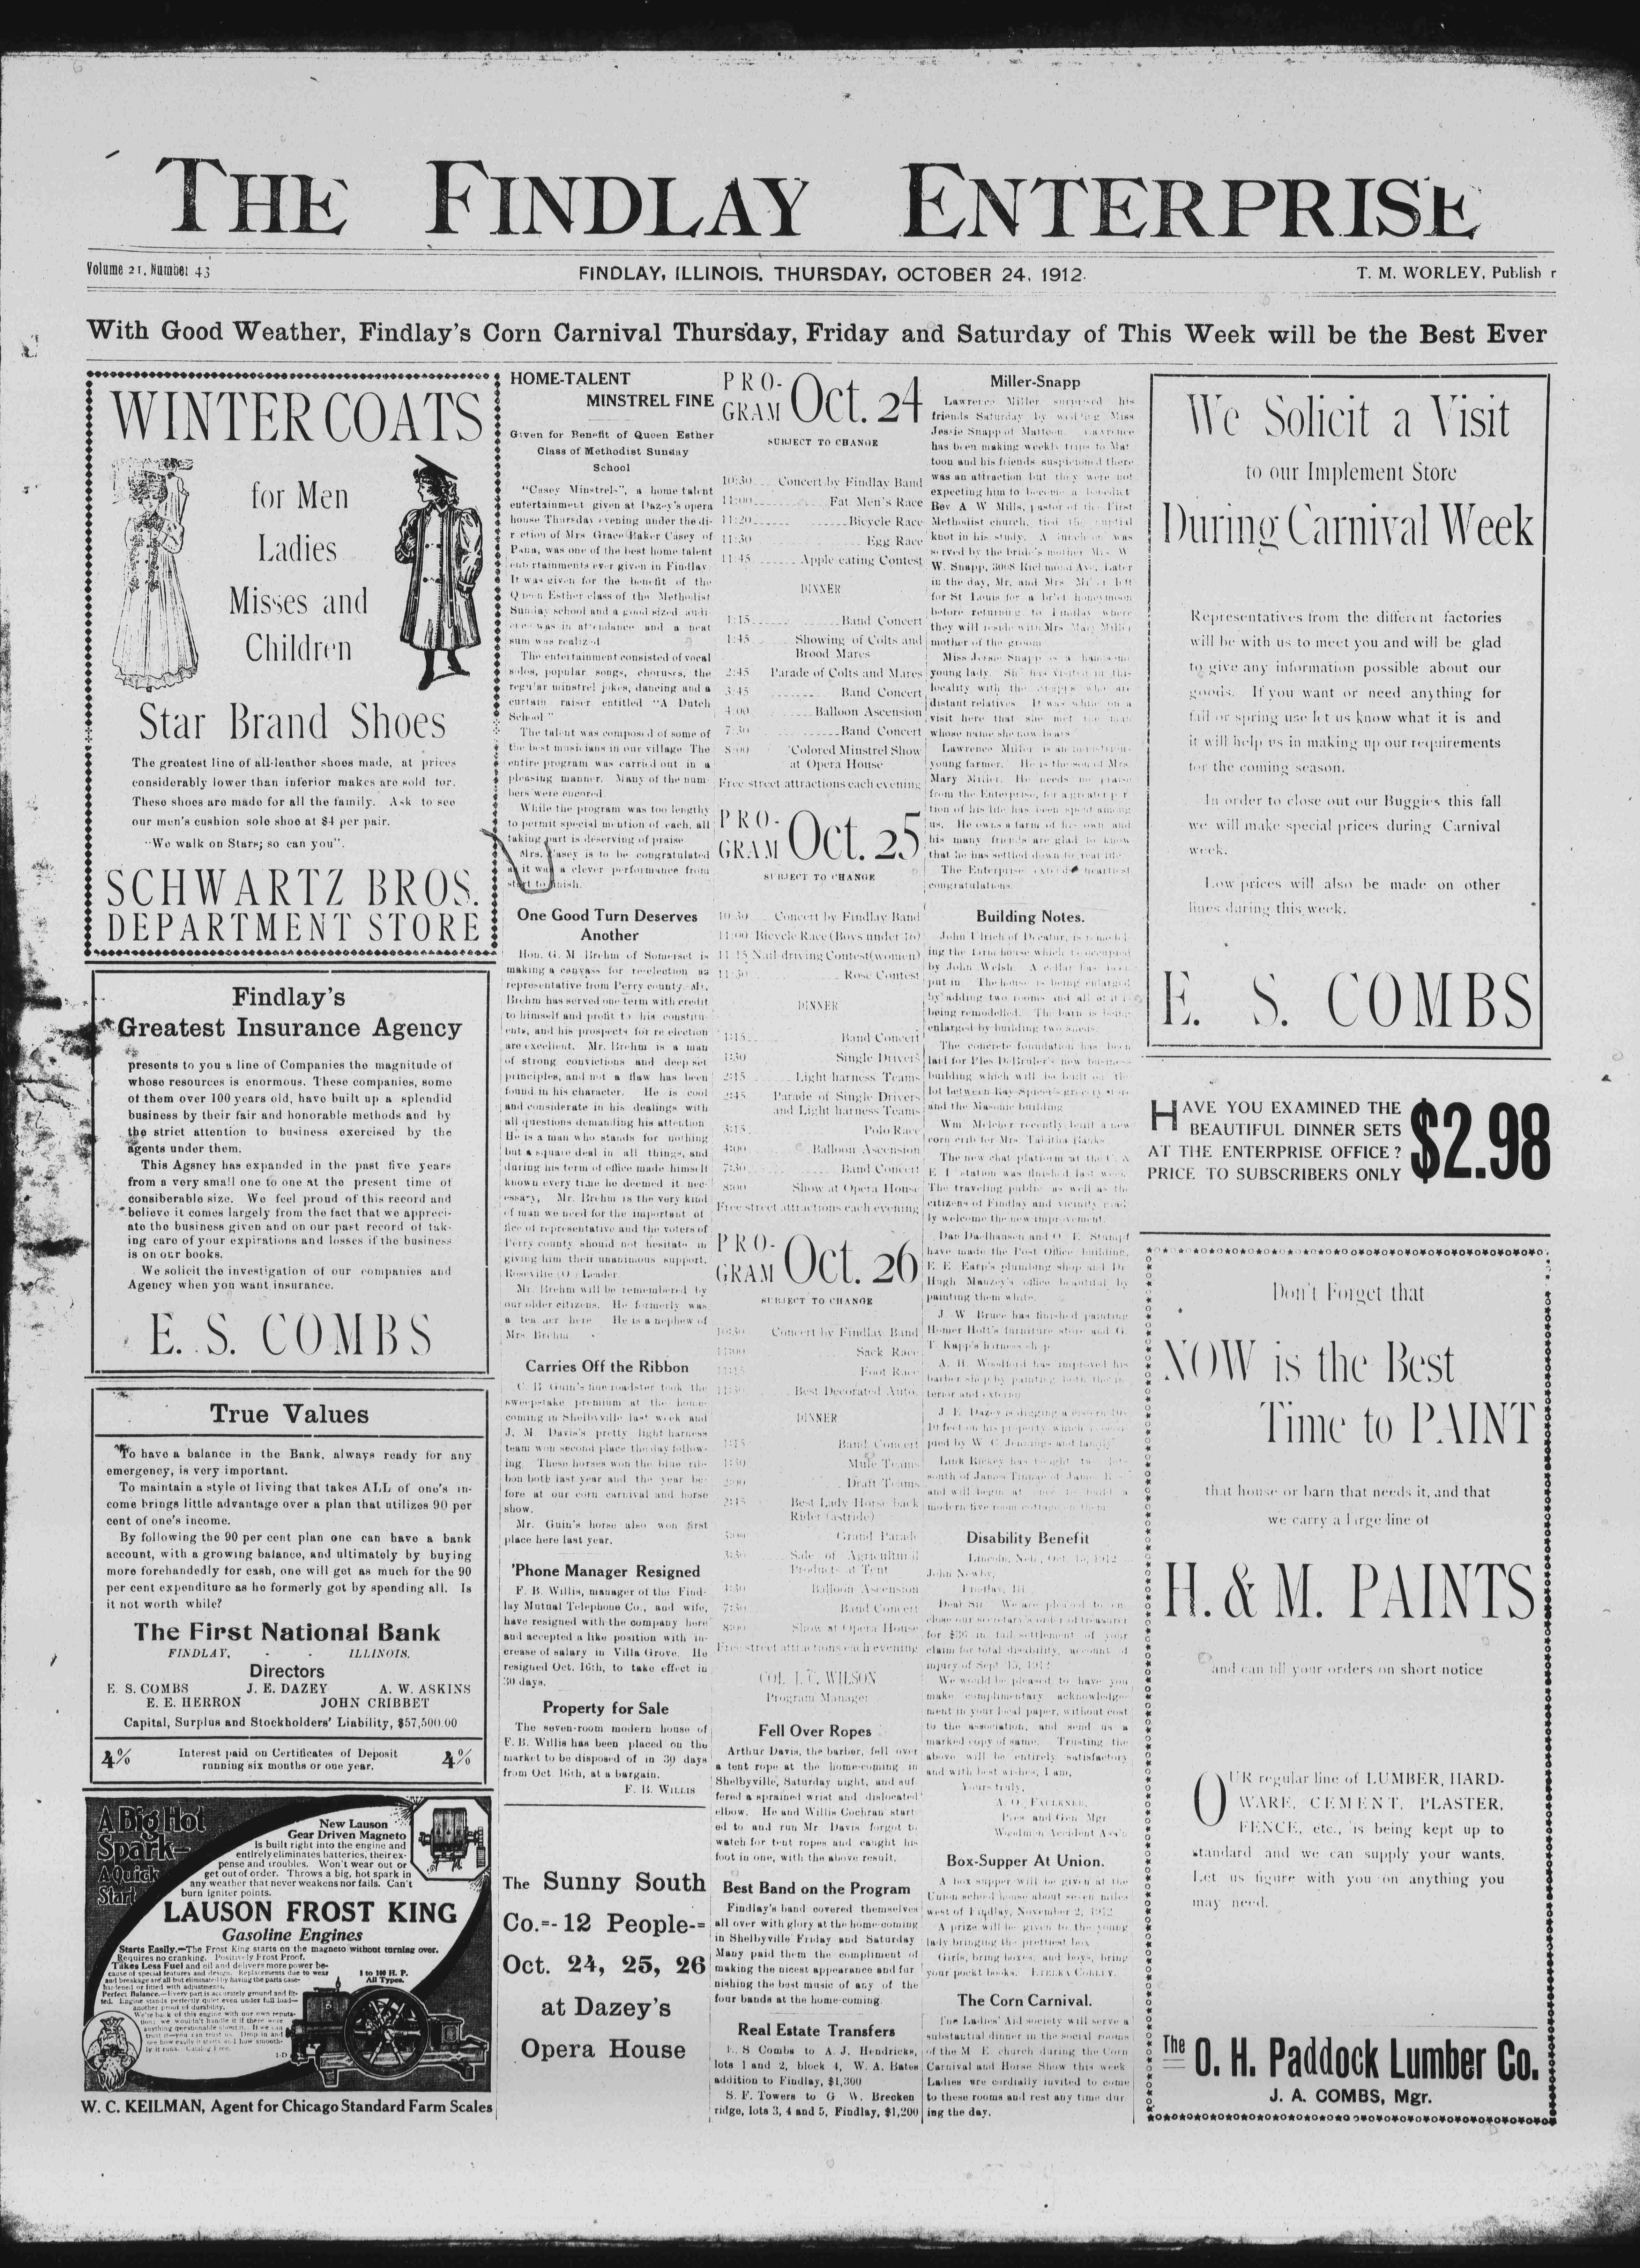 THE FINDLAY ENTERPRISE
Volume 21, Number 43
FINDLAY, ILLINOIS, THURSDAY, OCTOBER 24, 1912.
T. M. WORLEY, Publish r
With Good Weather, Findlay's Corn Carnival Thursday, Friday and Saturday of This Week will be the Best Ever
WINTER COATS
for Men
Ladies
Misses and
Children
Star Brand Shoes
The greatest line of all-leather shoes made, at prices
considerably lower than inferior makes are sold for.
These shoes are made for all the family. Ask to see
our men's cushion sole shoe at $4 per pair.
"We walk on Stars; so can you".
SCHWARTZ BROS.
DEPARTMENT STORE
Findlay's
Greatest Insurance Agency
presents to you a line of Companies the magnitude of
whose resources is enormous. These companies, some
of them over 100 years old, have built up a splendid
business by their fair and honorable methods and by
the strict attention to business exercised by the
agents under them.
This Agency has expanded in the past five years
from a very small one to one at the present time of
considerable size. We feel proud of this record and
believe it comes largely from the fact that we appreci-
ate the business given and on our past record of tak-
ing care of your expirations and losses if the business
is on our books.
We solicit the investigation of our companies and
Agency when you want insurance.
E. S. COMBS
True Values
To have a balance in the Bank, always ready for any
emergency, is very important.
To maintain a style of living that takes ALL of one's in-
come brings little advantage over a plan that utilizes 90 per
cent of one's income.
By following the 90 per cent plan one can have a bank
account, with a growing balance, and ultimately by buying
more forehandedly for cash, one will get as much for the 90
per cent expenditure as he formerly got by spending all. Is
it not worth while?
The First National Bank
FINDLAY, - - ILLINOIS.
Directors
E. S. COMBS J. E. DAZEY A. W. ASKINS
E. E. HERRON JOHN CRIBBET
Capital, Surplus and Stockholders' Liability, $57,500.00
4% Interest paid on Certificates of Deposit 4%
running six months or one year.
A Big Hot
Spark—
A Quick
Start
New Lauson
Gear Driven Magneto
Is built right into the engine and
entirely eliminates batteries, their ex-
pense and troubles. Won't wear out or
get out of order. Throws a big, hot spark in
any weather that never weakens nor fails. Can't
burn igniter points.
LAUSON FROST KING
Gasoline Engines
Starts Easily.—The Frost King starts on the magneto without turning over.
Requires no cranking. Positively Frost Proof.
Takes Less Fuel and oil and delivers more power be-
cause of special features and design. Replacements due to wear
and breakage are all but eliminated by having the parts case-
hardened or fitted with adjustments.
Perfect Balance.—Every part is accurately ground and fit-
ted. Engine stands perfectly quiet even under full load—
another proof of durability.
We're back of this engine with our own reputa-
tion; we wouldn't handle it if there were
anything questionable about it. If we can
trust it—you can trust us. Drop in and
see how easily it starts and how smooth-
ly it runs. Catalog Free.
1 to 100 H. P.
All Types.
W. C. KEILMAN, Agent for Chicago Standard Farm Scales
HOME-TALENT
MINSTREL FINE
Given for Benefit of Queen Esther
Class of Methodist Sunday
School
"Casey Minstrels", a home talent
entertainment given at Dazey's opera
house Thursday evening under the di-
rection of Mrs Grace Baker Casey of
Pana, was one of the best home talent
entertainments ever given in Findlay.
It was given for the benefit of the
Queen Esther class of the Methodist
Sunday school and a good sized audi-
ence was in attendance and a neat
sum was realized
The entertainment consisted of vocal
solos, popular songs, choruses, the
regular minstrel jokes, dancing and a
curtain raiser entitled "A Dutch
School"
The talent was composed of some of
the best musicians in our village The
entire program was carried out in a
pleasing manner. Many of the num-
bers were encored
While the program was too lengthy
to permit special mention of each, all
taking part is deserving of praise
Mrs. Casey is to be congratulated
as it was a clever performance from
start to finish.
One Good Turn Deserves
Another
Hon. G. M Brehm of Somerset is
making a canvass for re-election as
representative from Perry county. Mr.
Brehm has served one term with credit
to himself and profit to his constitu-
ents, and his prospects for re election
are excellent. Mr. Brehm is a man
of strong convictions and deep set
principles, and not a flaw has been
found in his character. He is cool
and considerate in his dealings with
all questions demanding his attention
He is a man who stands for nothing
but a square deal in all things, and
during his term of office made himself
known every time he deemed it nec-
essary, Mr. Brehm is the very kind
of man we need for the important of
fice of representative and the voters of
Perry county should not hesitate in
giving him their unanimous support.
Roseville (O) Leader
Mr. Brehm will be remembered by
our older citizens. He formerly was
a teacher here He is a nephew of
Mrs. Brehm
Carries Off the Ribbon
C. B Guin's fine roadster took the
sweepstake premium at the home-
coming in Shelbyville last week and
J. M. Davis's pretty light harness
team won second place the day follow-
ing. These horses won the blue rib-
bon both last year and the year be-
fore at our corn carnival and horse
show.
Mr. Guin's horse also won first
place here last year.
'Phone Manager Resigned
F. B. Willis, manager of the Find-
lay Mutual Telephone Co., and wife,
have resigned with the company here
and accepted a like position with in-
crease of salary in Villa Grove. He
resigned Oct. 16th, to take effect in
30 days.
Property for Sale
The seven-room modern house of
F. B. Willis has been placed on the
market to be disposed of in 30 days
from Oct. 16th, at a bargain.
F. B. WILLIS
The Sunny South
Co.--12 People--
Oct. 24, 25, 26
at Dazey's
Opera House
PRO-
GRAM Oct. 24
SUBJECT TO CHANGE
10:30 Concert by Findlay Band
11:00 Fat Men's Race
11:20 Bicycle Race
11:30 Egg Race
11:45 Apple eating Contest
DINNER
1:15 Band Concert
1:45 Showing of Colts and
Brood Mares
2:45 Parade of Colts and Mares
3:45 Band Concert
4:00 Balloon Ascension
7:30 Band Concert
8:00 Colored Minstrel Show
at Opera House
Free street attractions each evening
PRO-
GRAM Oct. 25
SUBJECT TO CHANGE
10:30 Concert by Findlay Band
11:00 Bicycle Race (Boys under 16)
11:15 Nail driving Contest (women)
11:30 Rose Contest
DINNER
1:15 Band Concert
1:30 Single Drivers
2:15 Light harness Teams
2:45 Parade of Single Drivers
and Light harness Teams
3:15 Polo Race
4:00 Balloon Ascension
7:30 Band Concert
8:00 Show at Opera House
Free street attractions each evening
PRO-
GRAM Oct. 26
SUBJECT TO CHANGE
10:30 Concert by Findlay Band
11:00 Sack Race
11:15 Foot Race
11:30 Best Decorated Auto.
DINNER
1:15 Band Concert
1:30 Mule Teams
2:00 Draft Teams
2:45 Best Lady Horse back
Rider (astride)
3:00 Grand Parade
3:30 Sale of Agricultural
Products at Tent
4:30 Balloon Ascension
7:30 Band Concert
8:00 Show at Opera House
Free street attractions each evening
COL. I. C. WILSON
Program Manager
Fell Over Ropes
Arthur Davis, the barber, fell over
a tent rope at the home-coming in
Shelbyville, Saturday night, and suf
fered a sprained wrist and dislocated
elbow. He and Willis Cochran start
ed to and run Mr Davis forgot to
watch for tent ropes and caught his
foot in one, with the above result.
Best Band on the Program
Findlay's band covered themselves
all over with glory at the home-coming
in Shelbyville Friday and Saturday
Many paid them the compliment of
making the nicest appearance and fur
nishing the best music of any of the
four bands at the home-coming.
Real Estate Transfers
E. S Combs to A. J. Hendricks,
lots 1 and 2, block 4, W. A. Bates
addition to Findlay, $1,300
S. F. Towers to G W. Brecken
ridge, lots 3, 4 and 5, Findlay, $1,200
Miller-Snapp
Lawrence Miller surprised his
friends Saturday by wedding Miss
Jessie Snapp of Mattoon. Lawrence
has been making weekly trips to Mat
toon and his friends suspicioned there
was an attraction but they were not
expecting him to become a benedict
Rev A W Mills, pastor of the First
Methodist church, tied the nuptial
knot in his study. A luncheon was
served by the bride's mother Mrs W
W. Snapp, 3008 Richmond Ave. Later
in the day, Mr. and Mrs Miller left
for St Louis for a brief honeymoon
before returning to Findlay where
they will reside with Mrs Mary Miller
mother of the groom
Miss Jessie Snapp is a handsome
young lady. She has visited in this
locality with the Snapps who are
distant relatives. It was while on a
visit here that she met the man
whose name she now bears
Lawrence Miller is an industrious
young farmer. He is the son of Mrs.
Mary Miller. He needs no praise
from the Enterprise, for a greater por
tion of his life has been spent among
us. He owns a farm of his own and
his many friends are glad to know
that he has settled down to real life
The Enterprise extends heartiest
congratulations.
Building Notes.
John Ulrich of Decatur, is remodel
ing the farm house which is occupied
by John Welsh. A cellar has been
put in. The house is being enlarged
by adding two rooms and all of it is
being remodelled. The barn is being
enlarged by building two sheds.
The concrete foundation has been
laid for Ples DeBruler's new business
building which will be built on the
lot between Ray Spicer's grocery store
and the Masonic building
Wm Melcher recently built a new
corn crib for Mrs. Tabitha Banks
The new chat platform at the C. &
E I station was finished last week.
The traveling public as well as the
citizens of Findlay and vicinity glad
ly welcome the new improvement.
Dan Daelhausen and O. F. Stumpf
have made the Post Office building,
E. E Earp's plumbing shop and Dr
Hugh Mauzey's office beautiful by
painting them white.
J. W Bruce has finished painting
Homer Holt's furniture store and G.
T. Kapp's harness shop
A. H. Woolford has improved his
barber shop by painting both the in
terior and exterior
J. E Dazey is digging a cistern
10 feet on his property which is occu
pied by W C Jennings and family
Link Rickey has bought two lots
south of James
and will begin at once to build a
modern five room cottage on them.
Disability Benefit
Lincoln, Neb., Oct. 15, 1912
John Newby,
Findlay, Ill.
Dear Sir We are pleased to en
close our secretary's order of treasurer
for $36 in full settlement of your
claim for total disability, account of
injury of Sept 15, 1912
We would be pleased to have you
make complimentary acknowledge
ment in your local paper, without cost
to the association, and send us a
marked copy of same. Trusting the
above will be entirely satisfactory
and with best wishes, I am,
Yours truly,
A. O. FAULKNER,
Pres and Gen Mgr
Woodmen Accident Ass'n
Box-Supper At Union.
A box supper will be given at the
Union school house about seven miles
west of Findlay, November 2, 1912
A prize will be given to the young
lady bringing the prettiest box
Girls, bring boxes, and boys, bring
your pocket books.
The Corn Carnival.
The Ladies' Aid society will serve a
substantial dinner in the social rooms
of the M E church during the Corn
Carnival and Horse Show this week
Ladies are cordially invited to come
to these rooms and rest any time dur
ing the day.
We Solicit a Visit
to our Implement Store
During Carnival Week
Representatives from the different factories
will be with us to meet you and will be glad
to give any information possible about our
goods. If you want or need anything for
fall or spring use let us know what it is and
it will help us in making up our requirements
for the coming season.
In order to close out our Buggies this fall
we will make special prices during Carnival
week.
Low prices will also be made on other
lines during this week.
E. S. COMBS
HAVE YOU EXAMINED THE
BEAUTIFUL DINNER SETS
AT THE ENTERPRISE OFFICE?
PRICE TO SUBSCRIBERS ONLY
$2.98
Don't Forget that
NOW is the Best
Time to PAINT
that house or barn that needs it, and that
we carry a large line of
H. & M. PAINTS
and can fill your orders on short notice
OUR regular line of LUMBER, HARD-
WARE, CEMENT, PLASTER,
FENCE, etc., is being kept up to
standard and we can supply your wants.
Let us figure with you on anything you
may need.
The O. H. Paddock Lumber Co.
J. A. COMBS, Mgr.